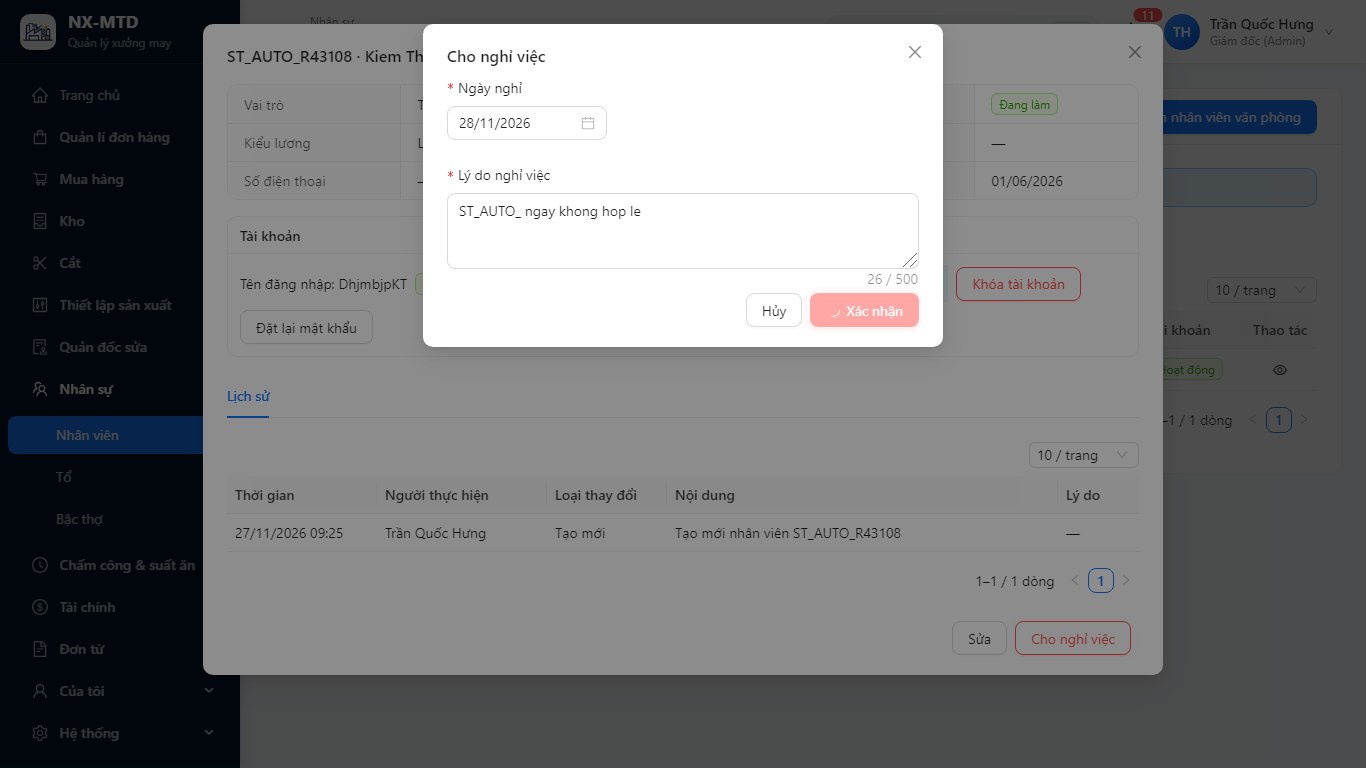 NX-MTD
Quản lý xưởng may
Trang chủ
Quản lí đơn hàng
Mua hàng
Kho
Cắt
Thiết lập sản xuất
Quản đốc sửa
Nhân sự
Nhân viên
Tổ
Bậc thợ
Chấm công & suất ăn
Tài chính
Đơn từ
Của tôi
Hệ thống
Nhân sự
11
TH
Trần Quốc Hưng
Giám đốc (Admin)
nhân viên văn phòng
10 / trang
khoản
Thao tác
động
1 / 1 dòng
1
ST_AUTO_R43108 · Kiem Th
Vai trò
Đang làm
Kiểu lương
—
Số điện thoại
01/06/2026
Tài khoản
Tên đăng nhập: DhjmbjpKT
Khóa tài khoản
Đặt lại mật khẩu
Lịch sử
10 / trang
Thời gian
Người thực hiện
Loại thay đổi
Nội dung
Lý do
27/11/2026 09:25
Trần Quốc Hưng
Tạo mới
Tạo mới nhân viên ST_AUTO_R43108
—
1–1 / 1 dòng
1
Sửa
Cho nghỉ việc
Cho nghỉ việc
* Ngày nghỉ
28/11/2026
* Lý do nghỉ việc
ST_AUTO_ ngay khong hop le
26 / 500
Hủy
Xác nhận